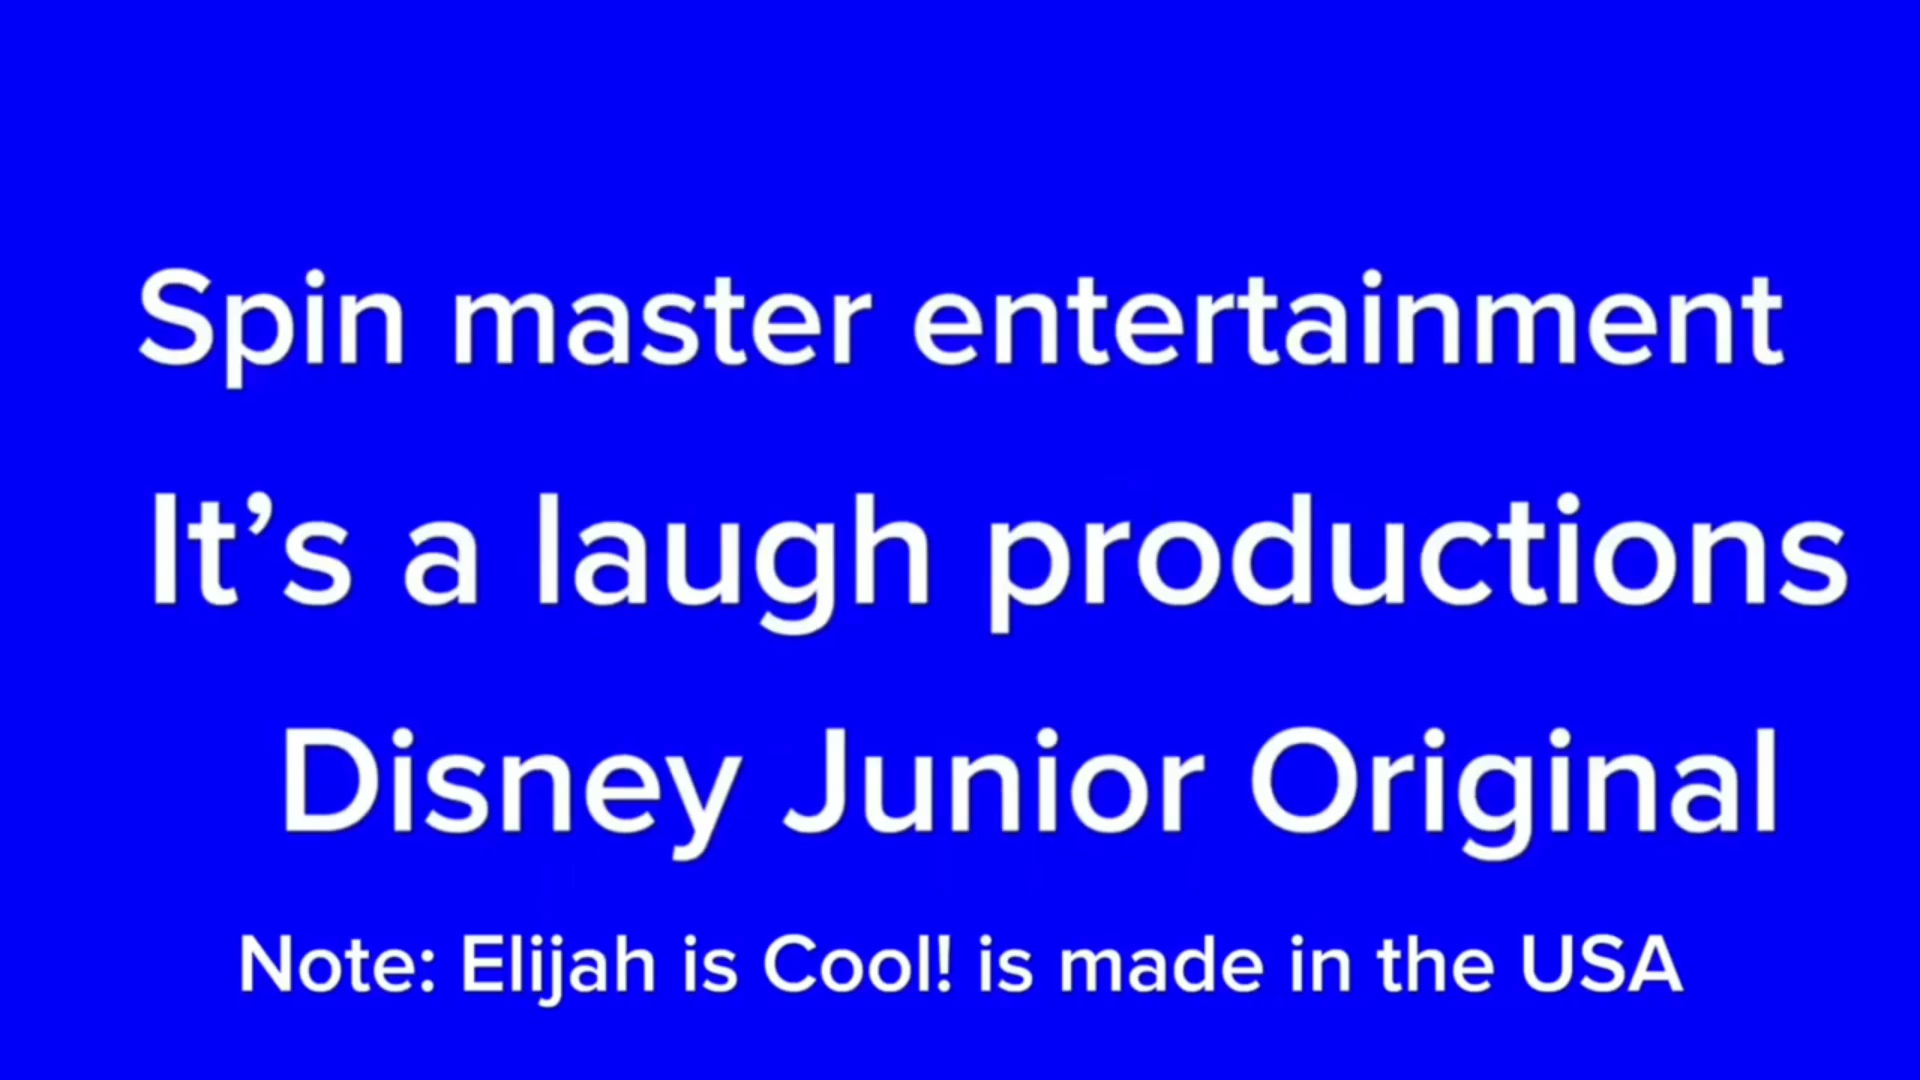 Spin master entertainment
It’s a laugh productions
Disney Junior Original
Note: Elijah is Cool! is made in the USA